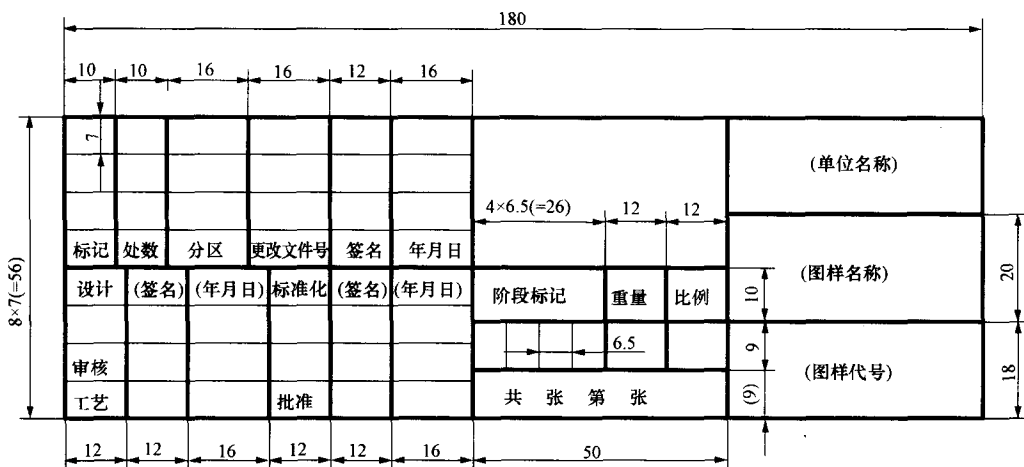 180
10 10 16 16 12 16
7
(单位名称)
4×6.5(=26) 12 12
标记 处数 分区 更改文件号 签名 年月日
8×7(=56)
(图样名称)
20
设计 (签名) (年月日) 标准化 (签名) (年月日) 阶段标记 重量 比例 10
6.5 9
审核
(图样代号)
18
工艺 批准 共 张 第 张 (9)
12 12 16 12 12 16 50